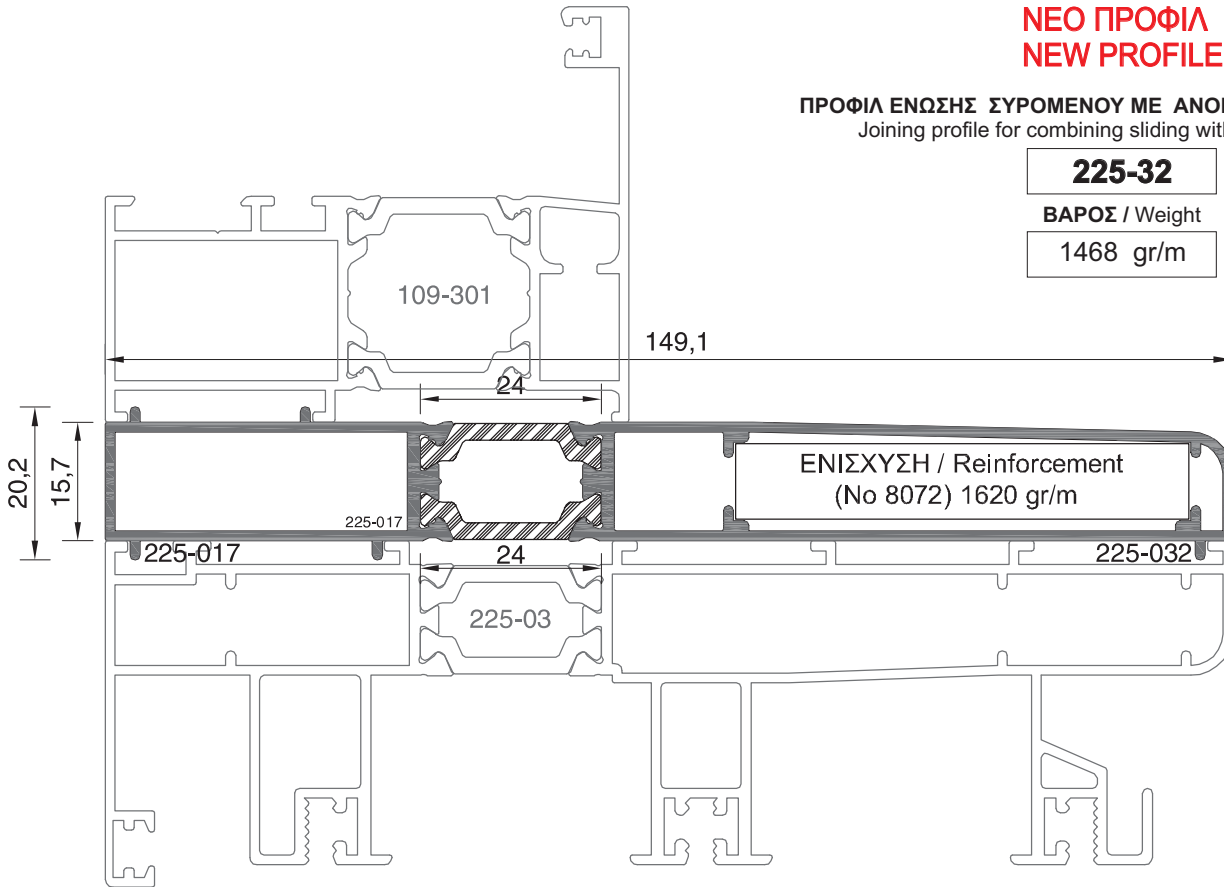 ΝΕΟ ΠΡΟΦΙΛ
NEW PROFILE
ΠΡΟΦΙΛ ΕΝΩΣΗΣ ΣΥΡΟΜΕΝΟΥ ΜΕ
Joining profile for combining sliding
225-32
ΒΑΡΟΣ / Weight
1468 gr/m
109-301
149,1
24
20,2
15,7
ΕΝΙΣΧΥΣΗ / Reinforcement
(No 8072) 1620 gr/m
225-017
225-017
24
225-032
225-03